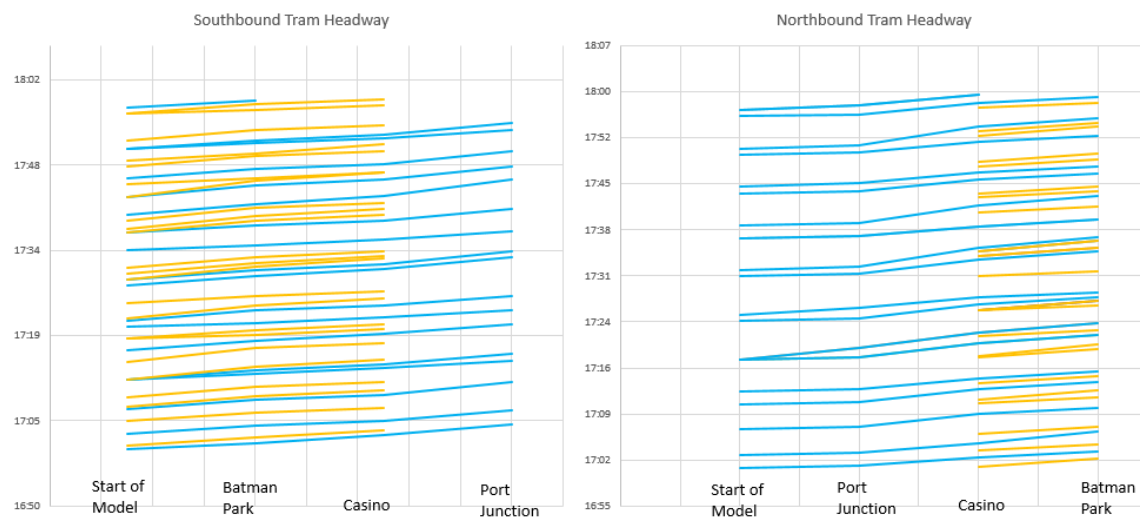 Southbound Tram Headway
18:02
17:48
17:34
17:19
17:05
16:50
Start of
Model
Batman
Park
Casino
Port
Junction
Northbound Tram Headway
18:07
18:00
17:52
17:45
17:38
17:31
17:24
17:16
17:09
17:02
16:55
Start of
Model
Port
Junction
Casino
Batman
Park